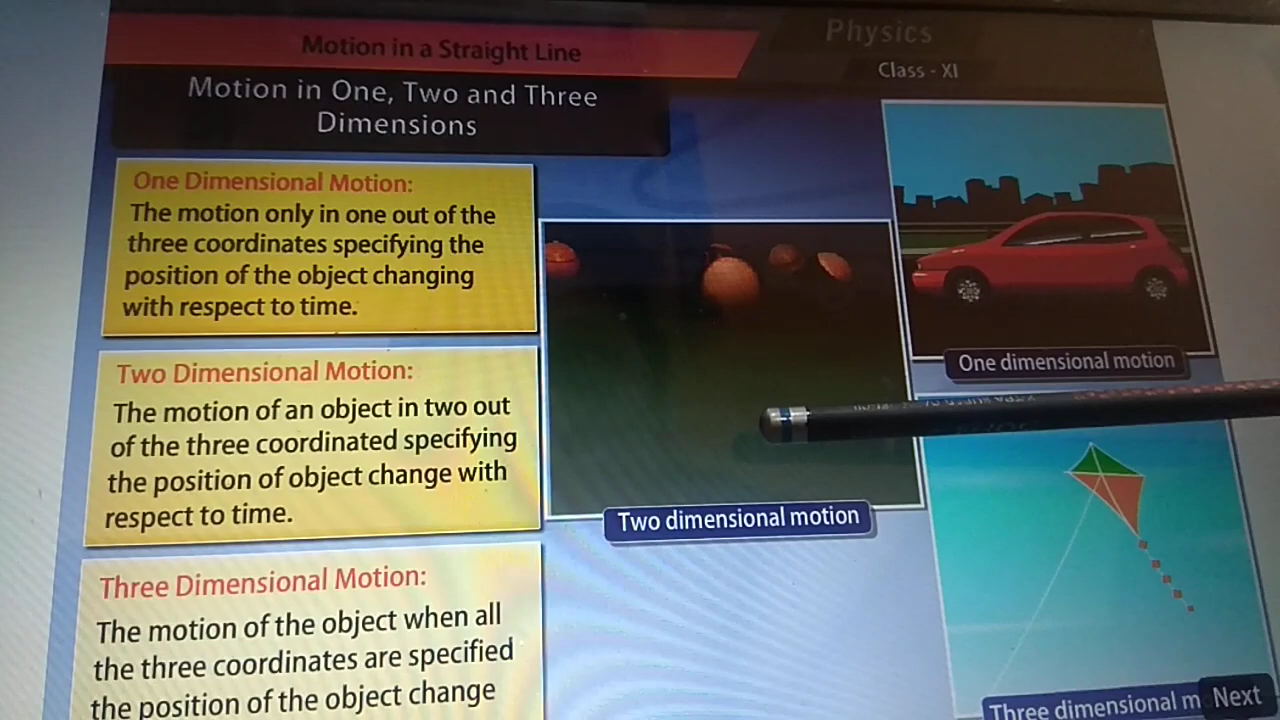 Motion in a Straight Line
Physics
Class - XI
Motion in One, Two and Three
Dimensions
One Dimensional Motion:
The motion only in one out of the
three coordinates specifying the
position of the object changing
with respect to time.
Two Dimensional Motion:
The motion of an object in two out
of the three coordinated specifying
the position of object change with
respect to time.
Three Dimensional Motion:
The motion of the object when all
the three coordinates are specified
the position of the object change
One dimensional motion
Two dimensional motion
Three dimensional m
Next